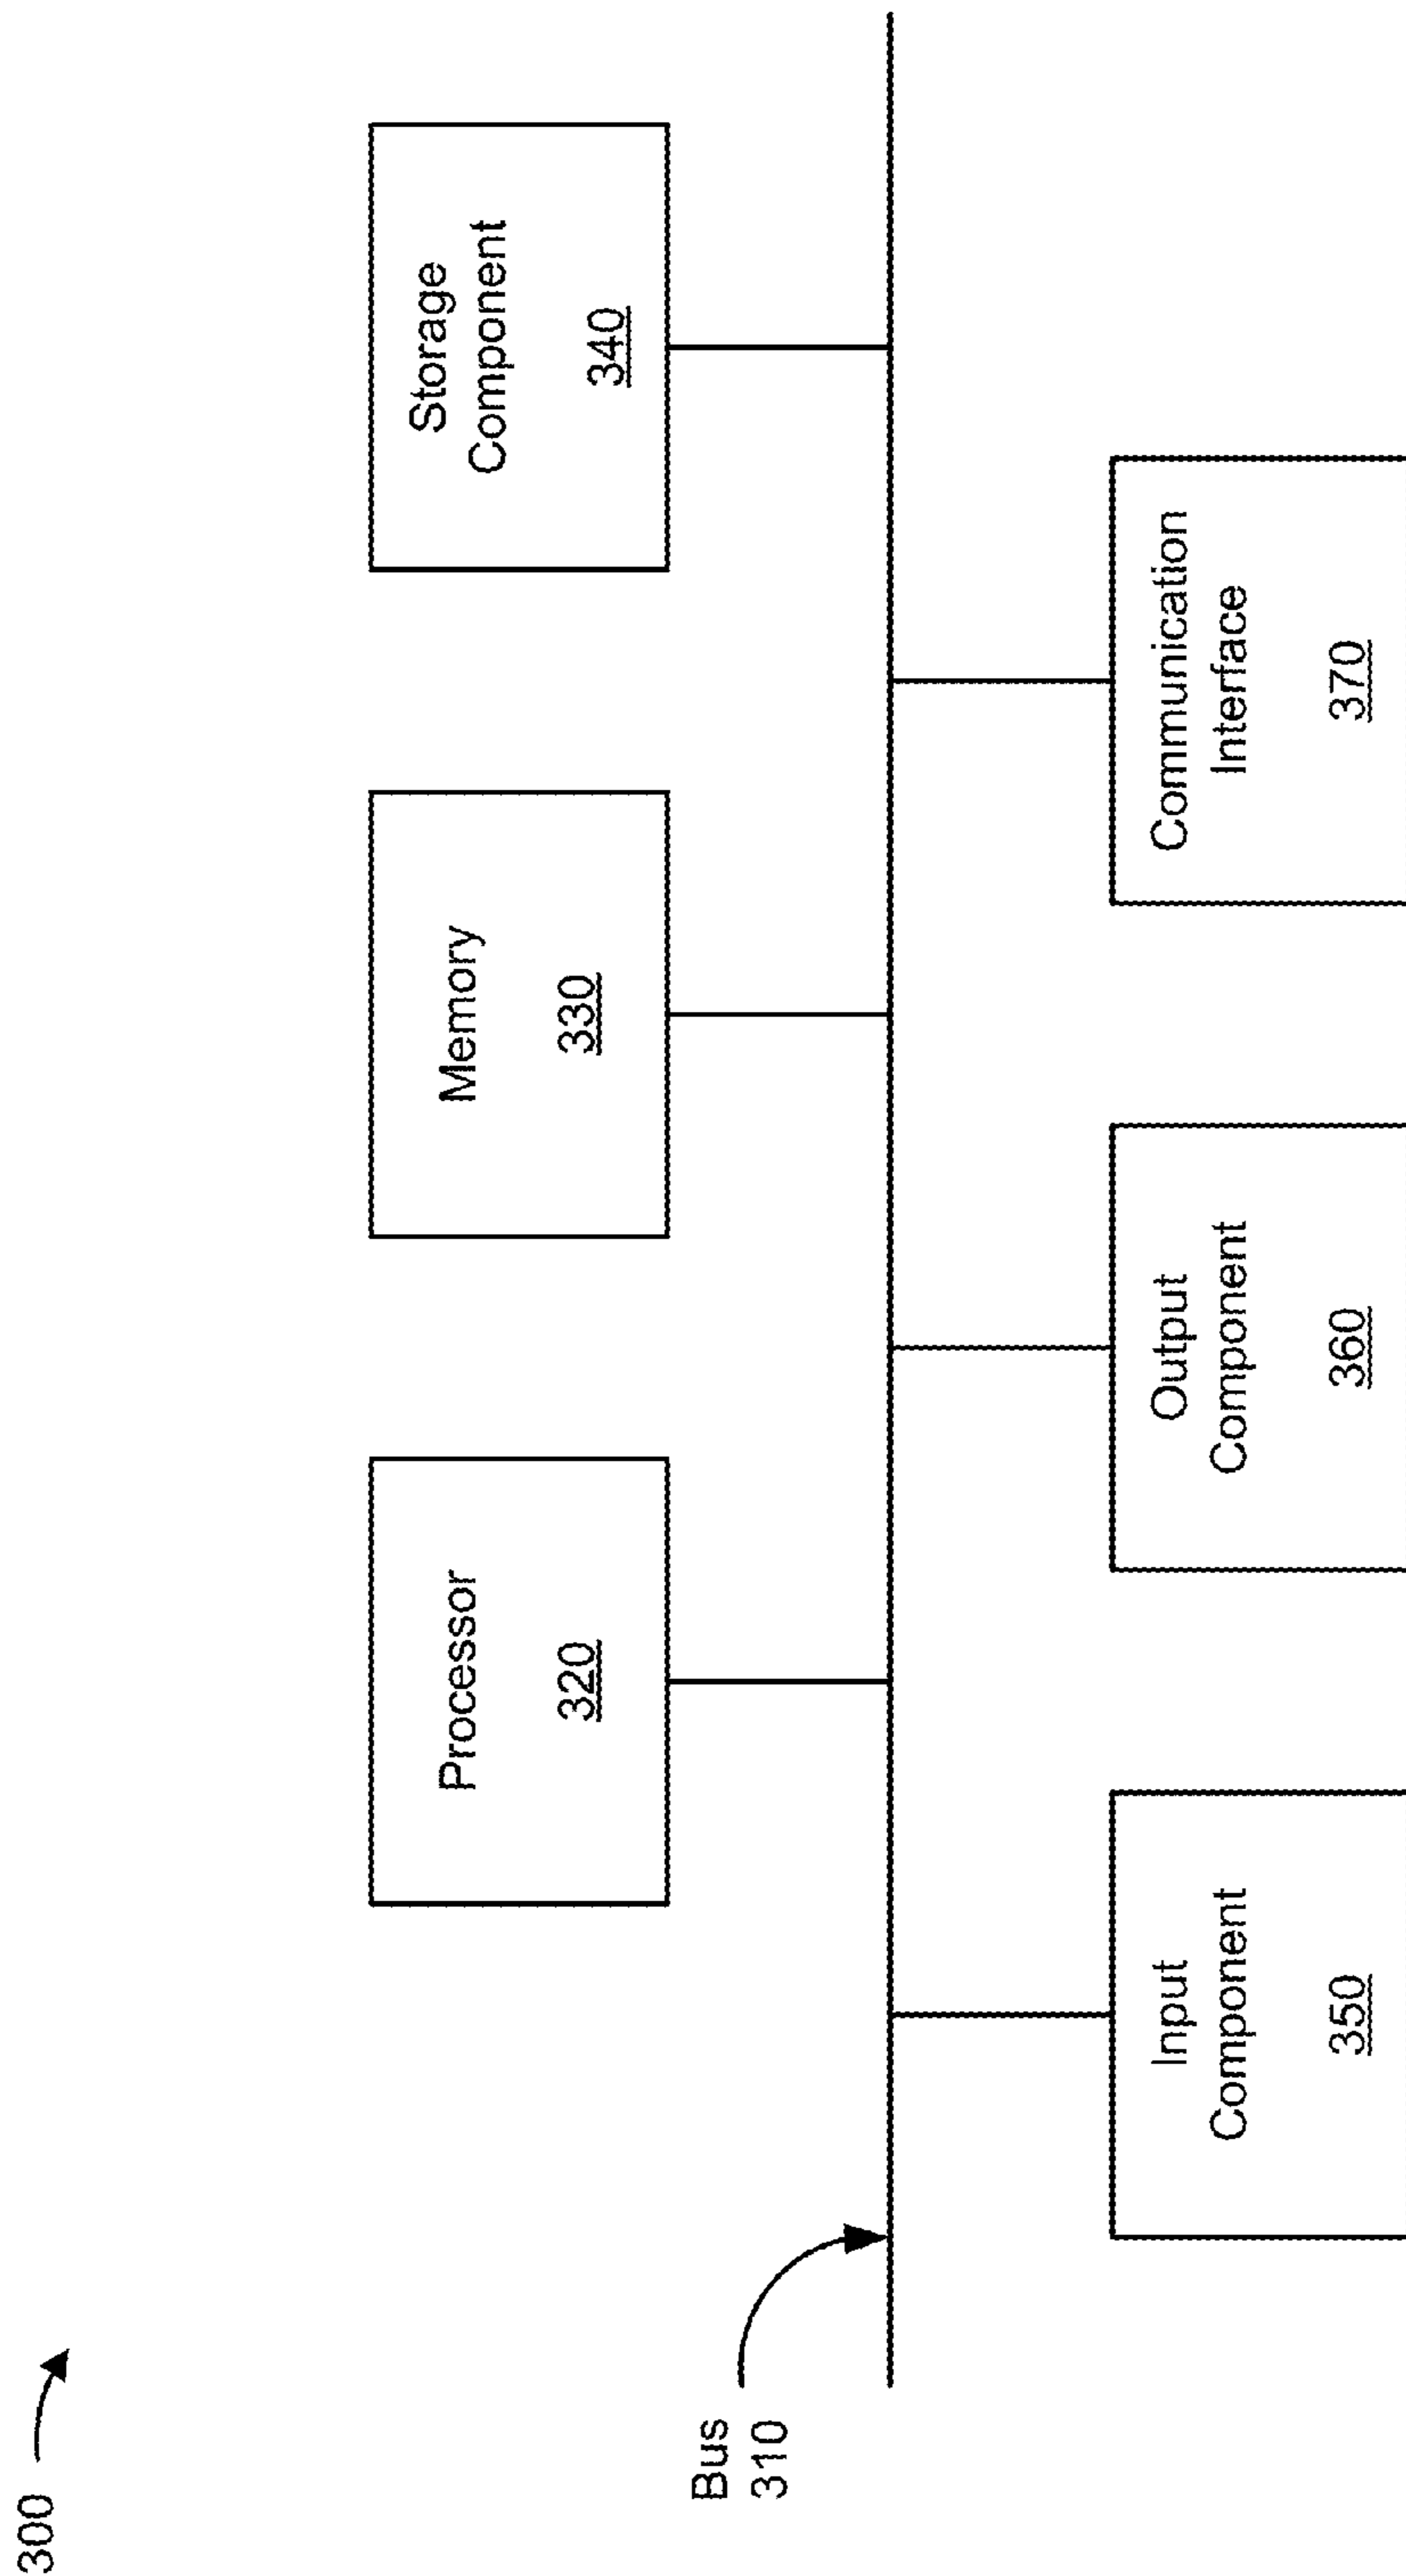 300
Processor
320
Memory
330
Storage
Component
340
Bus
310
Input
Component
350
Output
Component
360
Communication
Interface
370